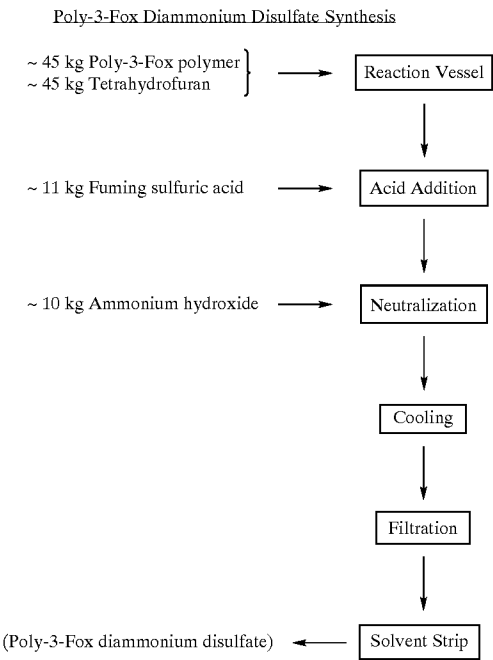 Poly-3-Fox Diammonium Disulfate Synthesis
~ 45 kg Poly-3-Fox polymer
~ 45 kg Tetrahydrofuran
Reaction Vessel
~ 11 kg Fuming sulfuric acid
Acid Addition
~ 10 kg Ammonium hydroxide
Neutralization
Cooling
Filtration
(Poly-3-Fox diammonium disulfate)
Solvent Strip